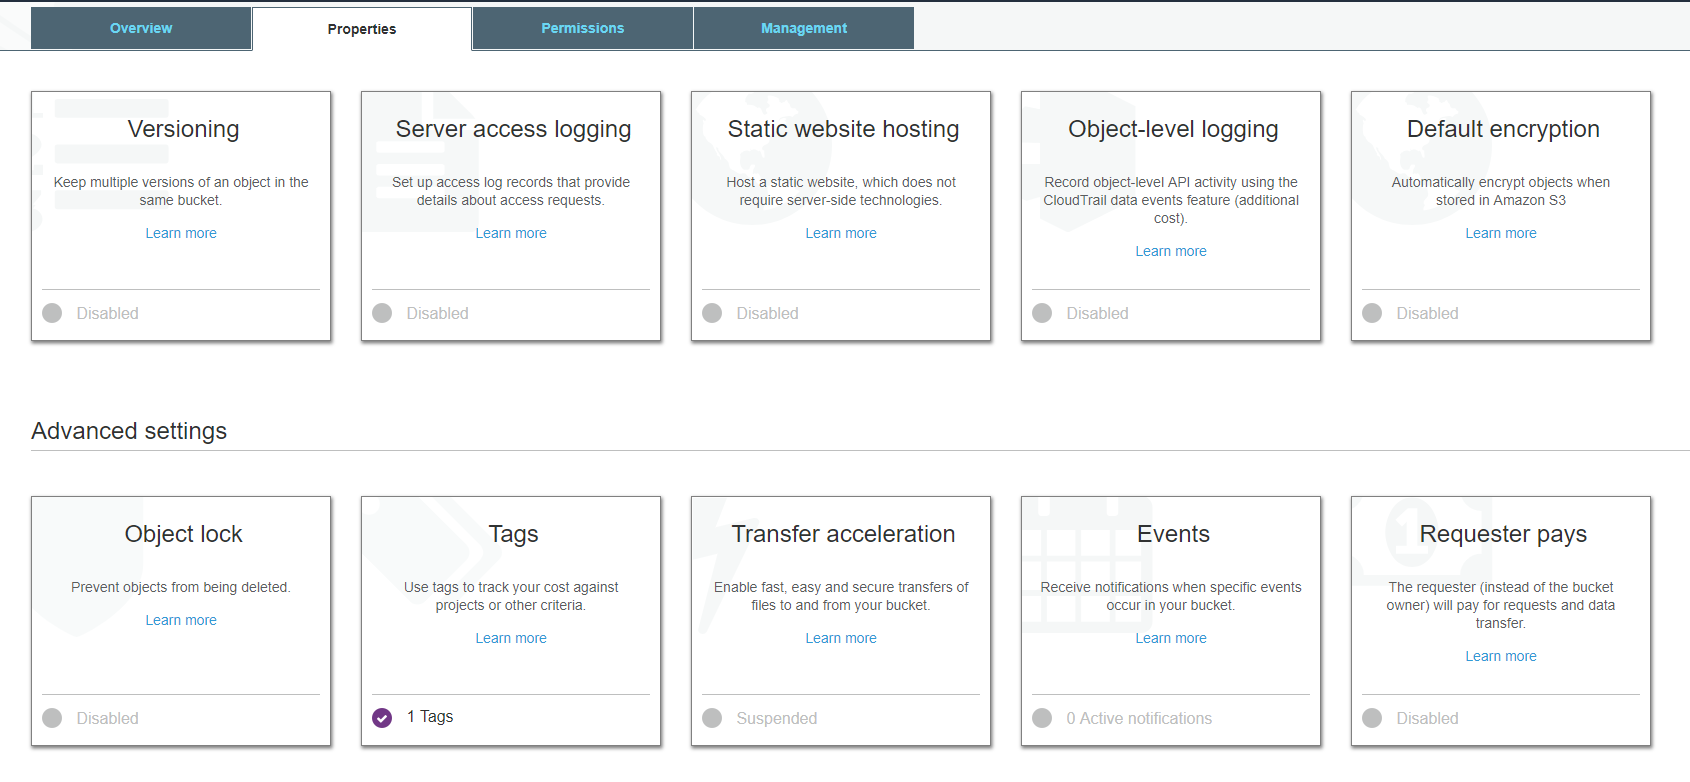 Overview
Properties
Permissions
Management
Versioning
Keep multiple versions of an object in the
same bucket.
Learn more
Disabled
Server access logging
Set up access log records that provide
details about access requests.
Learn more
Disabled
Static website hosting
Host a static website, which does not
require server-side technologies.
Learn more
Disabled
Object-level logging
Record object-level API activity using the
CloudTrail data events feature (additional
cost).
Learn more
Disabled
Default encryption
Automatically encrypt objects when
stored in Amazon S3
Learn more
Disabled
Advanced settings
Object lock
Prevent objects from being deleted.
Learn more
Disabled
Tags
Use tags to track your cost against
projects or other criteria.
Learn more
1 Tags
Transfer acceleration
Enable fast, easy and secure transfers of
files to and from your bucket.
Learn more
Suspended
Events
Receive notifications when specific events
occur in your bucket.
Learn more
0 Active notifications
Requester pays
The requester (instead of the bucket
owner) will pay for requests and data
transfer.
Learn more
Disabled